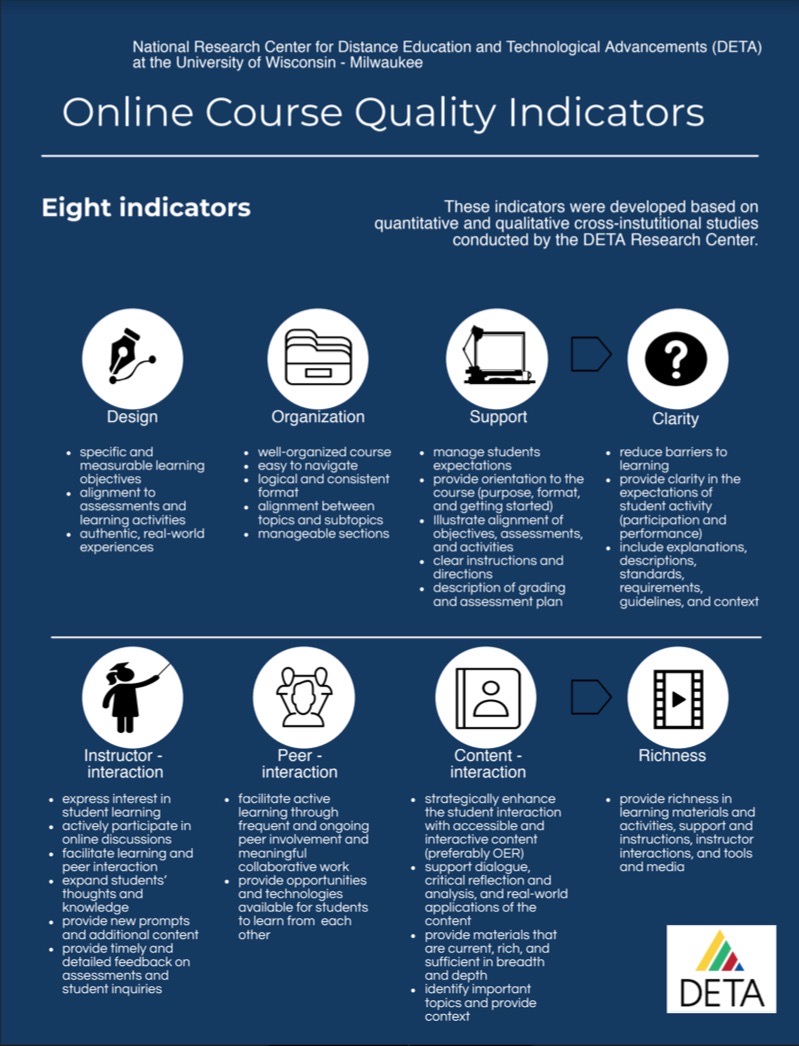 National Research Center for Distance Education and Technological Advancements (DETA)
at the University of Wisconsin - Milwaukee
Online Course Quality Indicators
Eight indicators
These indicators were developed based on
quantitative and qualitative cross-instutitional studies
conducted by the DETA Research Center.
Design
• specific and
measurable learning
objectives
• alignment to
assessments and
learning activities
• authentic, real-world
experiences
Organization
• well-organized course
• easy to navigate
• logical and consistent
format
• alignment between
topics and subtopics
• manageable sections
Support
• manage students
expectations
• provide orientation to the
course (purpose, format,
and getting started)
• Illustrate alignment of
objectives, assessments,
and activities
• clear instructions and
directions
• description of grading
and assessment plan
Clarity
• reduce barriers to
learning
• provide clarity in the
expectations of
student activity
(participation and
performance)
• include explanations,
descriptions,
standards,
requirements,
guidelines, and context
Instructor -
interaction
• express interest in
student learning
• actively participate in
online discussions
• facilitate learning and
peer interaction
• expand students’
thoughts and
knowledge
• provide new prompts
and additional content
• provide timely and
detailed feedback on
assessments and
student inquiries
Peer -
interaction
• facilitate active
learning through
frequent and ongoing
peer involvement and
meaningful
collaborative work
• provide opportunities
and technologies
available for students
to learn from each
other
Content -
interaction
• strategically enhance
the student interaction
with accessible and
interactive content
(preferably OER)
• support dialogue,
critical reflection and
analysis, and real-world
applications of the
content
• provide materials that
are current, rich, and
sufficient in breadth
and depth
• identify important
topics and provide
context
Richness
• provide richness in
learning materials and
activities, support and
instructions, instructor
interactions, and tools
and media
DETA